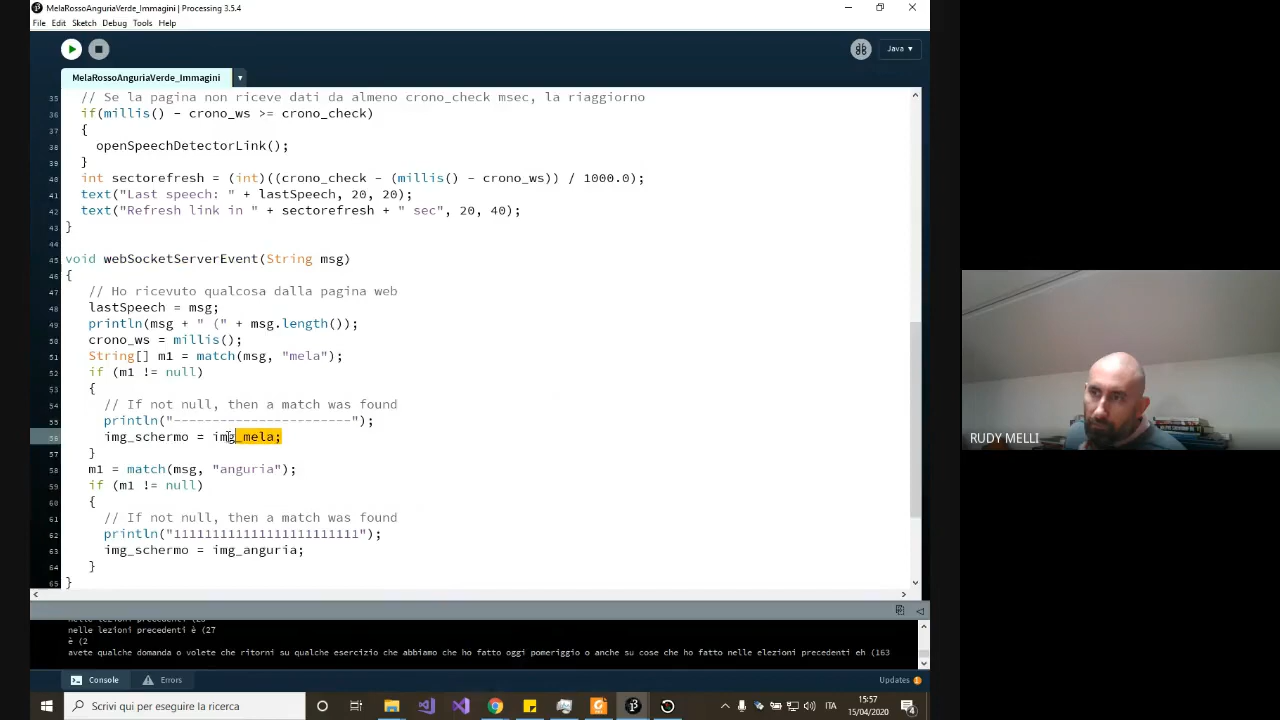 MelaRossoAnguriaVerde_Immagini | Processing 3.5.4
File Edit Sketch Debug Tools Help
Java ▾
MelaRossoAnguriaVerde_Immagini
35 // Se la pagina non riceve dati da almeno crono_check msec, la riaggiorno
36 if(millis() - crono_ws >= crono_check)
37 {
38 openSpeechDetectorLink();
39 }
40 int sectorefresh = (int)((crono_check - (millis() - crono_ws)) / 1000.0);
41 text("Last speech: " + lastSpeech, 20, 20);
42 text("Refresh link in " + sectorefresh + " sec", 20, 40);
43 }
44
45 void webSocketServerEvent(String msg)
46 {
47 // Ho ricevuto qualcosa dalla pagina web
48 lastSpeech = msg;
49 println(msg + " (" + msg.length());
50 crono_ws = millis();
51 String[] m1 = match(msg, "mela");
52 if (m1 != null)
53 {
54 // If not null, then a match was found
55 println("-----------------------");
56 img_schermo = img_mela;
57 }
58 m1 = match(msg, "anguria");
59 if (m1 != null)
60 {
61 // If not null, then a match was found
62 println("111111111111111111111111");
63 img_schermo = img_anguria;
64 }
65 }
nelle lezioni precedenti è (27
è (2
avete qualche domanda o volete che ritorni su qualche esercizio che abbiamo che ho fatto oggi pomeriggio o anche su cose che ho fatto nelle elezioni precedenti eh (163
Console Errors Updates 1
Scrivi qui per eseguire la ricerca
ITA
15:57
15/04/2020
4
RUDY MELLI